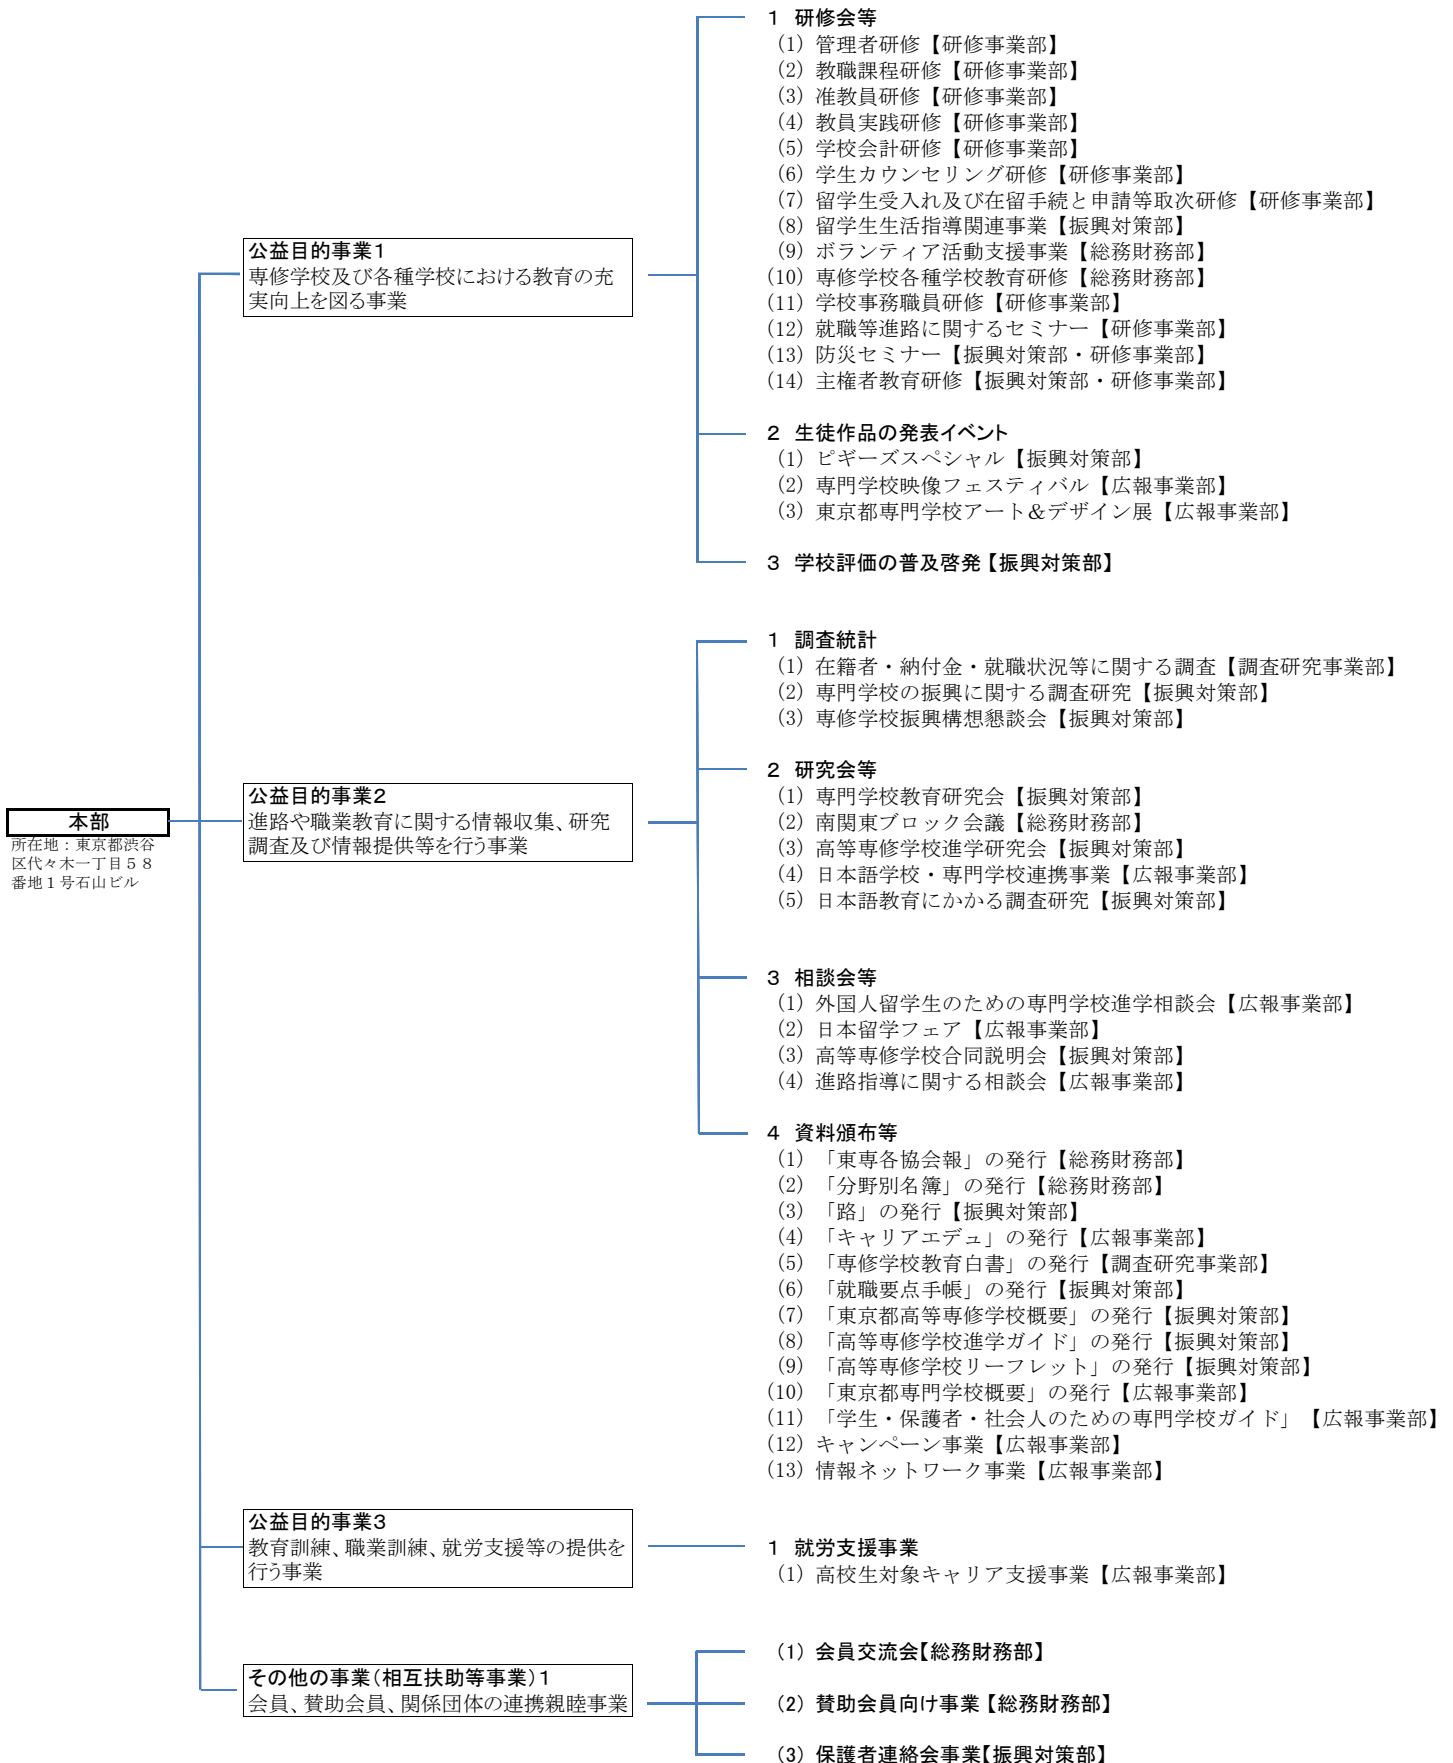 本部
所在地：東京都渋谷
区代々木一丁目５８
番地１号石山ビル
公益目的事業１
専修学校及び各種学校における教育の充
実向上を図る事業
１ 研修会等
(1) 管理者研修【研修事業部】
(2) 教職課程研修【研修事業部】
(3) 准教員研修【研修事業部】
(4) 教員実践研修【研修事業部】
(5) 学校会計研修【研修事業部】
(6) 学生カウンセリング研修【研修事業部】
(7) 留学生受入れ及び在留手続と申請等取次研修【研修事業部】
(8) 留学生生活指導関連事業【振興対策部】
(9) ボランティア活動支援事業【総務財務部】
(10) 専修学校各種学校教育研修【総務財務部】
(11) 学校事務職員研修【研修事業部】
(12) 就職等進路に関するセミナー【研修事業部】
(13) 防災セミナー【振興対策部・研修事業部】
(14) 主権者教育研修【振興対策部・研修事業部】
２ 生徒作品の発表イベント
(1) ピギーズスペシャル【振興対策部】
(2) 専門学校映像フェスティバル【広報事業部】
(3) 東京都専門学校アート＆デザイン展【広報事業部】
３ 学校評価の普及啓発【振興対策部】
公益目的事業２
進路や職業教育に関する情報収集、研究
調査及び情報提供等を行う事業
１ 調査統計
(1) 在籍者・納付金・就職状況等に関する調査【調査研究事業部】
(2) 専門学校の振興に関する調査研究【振興対策部】
(3) 専修学校振興構想懇談会【振興対策部】
２ 研究会等
(1) 専門学校教育研究会【振興対策部】
(2) 南関東ブロック会議【総務財務部】
(3) 高等専修学校進学研究会【振興対策部】
(4) 日本語学校・専門学校連携事業【広報事業部】
(5) 日本語教育にかかる調査研究【振興対策部】
３ 相談会等
(1) 外国人留学生のための専門学校進学相談会【広報事業部】
(2) 日本留学フェア【広報事業部】
(3) 高等専修学校合同説明会【振興対策部】
(4) 進路指導に関する相談会【広報事業部】
４ 資料頒布等
(1) 「東専各協会報」の発行【総務財務部】
(2) 「分野別名簿」の発行【総務財務部】
(3) 「路」の発行【振興対策部】
(4) 「キャリアエデュ」の発行【広報事業部】
(5) 「専修学校教育白書」の発行【調査研究事業部】
(6) 「就職要点手帳」の発行【振興対策部】
(7) 「東京都高等専修学校概要」の発行【振興対策部】
(8) 「高等専修学校進学ガイド」の発行【振興対策部】
(9) 「高等専修学校リーフレット」の発行【振興対策部】
(10) 「東京都専門学校概要」の発行【広報事業部】
(11) 「学生・保護者・社会人のための専門学校ガイド」【広報事業部】
(12) キャンペーン事業【広報事業部】
(13) 情報ネットワーク事業【広報事業部】
公益目的事業３
教育訓練、職業訓練、就労支援等の提供を
行う事業
１ 就労支援事業
(1) 高校生対象キャリア支援事業【広報事業部】
その他の事業（相互扶助等事業）１
会員、賛助会員、関係団体の連携親睦事業
(1) 会員交流会【総務財務部】
(2) 賛助会員向け事業【総務財務部】
(3) 保護者連絡会事業【振興対策部】